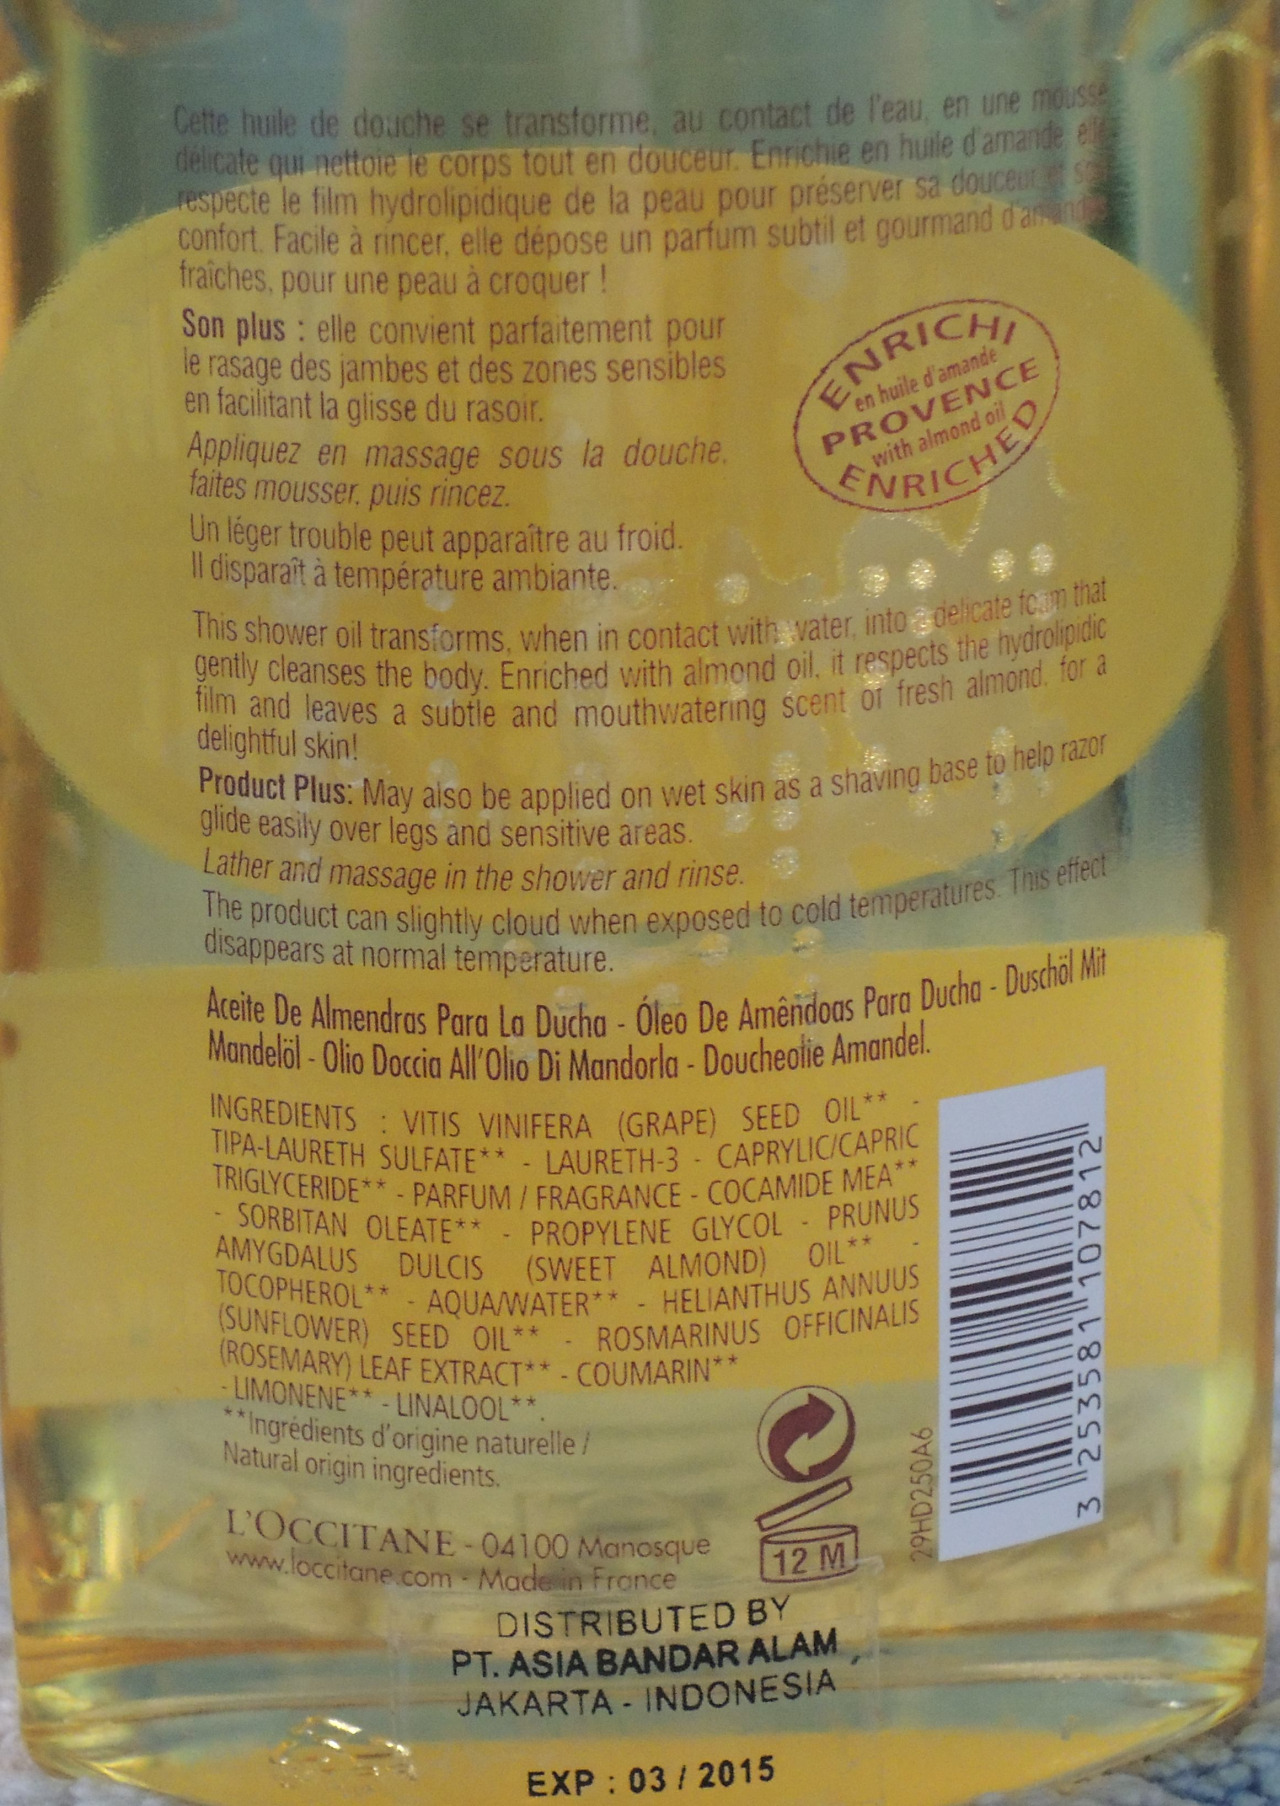 Cette huile de douche se transforme, au contact de l'eau, en une mousse
délicate qui nettoie le corps tout en douceur. Enrichie en huile d'amande, elle
respecte le film hydrolipidique de la peau pour préserver sa douceur et son
confort. Facile à rincer, elle dépose un parfum subtil et gourmand d'amandes
fraîches, pour une peau à croquer !
Son plus : elle convient parfaitement pour
le rasage des jambes et des zones sensibles
en facilitant la glisse du rasoir.
Appliquez en massage sous la douche,
faites mousser, puis rincez.
Un léger trouble peut apparaître au froid.
Il disparaît à température ambiante.
ENRICHI
en huile d'amande
PROVENCE
with almond oil
ENRICHED
This shower oil transforms, when in contact with water, into a delicate foam that
gently cleanses the body. Enriched with almond oil, it respects the hydrolipidic
film and leaves a subtle and mouthwatering scent of fresh almond, for a
delightful skin!
Product Plus: May also be applied on wet skin as a shaving base to help razor
glide easily over legs and sensitive areas.
Lather and massage in the shower and rinse.
The product can slightly cloud when exposed to cold temperatures. This effect
disappears at normal temperature.
Aceite De Almendras Para La Ducha - Óleo De Amêndoas Para Ducha - Duschöl Mit
Mandelöl - Olio Doccia All'Olio Di Mandorla - Doucheolie Amandel.
INGREDIENTS : VITIS VINIFERA (GRAPE) SEED OIL** -
TIPA-LAURETH SULFATE** - LAURETH-3 - CAPRYLIC/CAPRIC
TRIGLYCERIDE** - PARFUM / FRAGRANCE - COCAMIDE MEA**
- SORBITAN OLEATE** - PROPYLENE GLYCOL - PRUNUS
AMYGDALUS DULCIS (SWEET ALMOND) OIL** -
TOCOPHEROL** - AQUA/WATER** - HELIANTHUS ANNUUS
(SUNFLOWER) SEED OIL** - ROSMARINUS OFFICINALIS
(ROSEMARY) LEAF EXTRACT** - COUMARIN**
- LIMONENE** - LINALOOL**.
**Ingrédients d'origine naturelle /
Natural origin ingredients.
L'OCCITANE - 04100 Manosque
www.loccitane.com - Made in France
12 M
29HD250A6
3 253581 107812
DISTRIBUTED BY
PT. ASIA BANDAR ALAM,
JAKARTA - INDONESIA
EXP : 03 / 2015